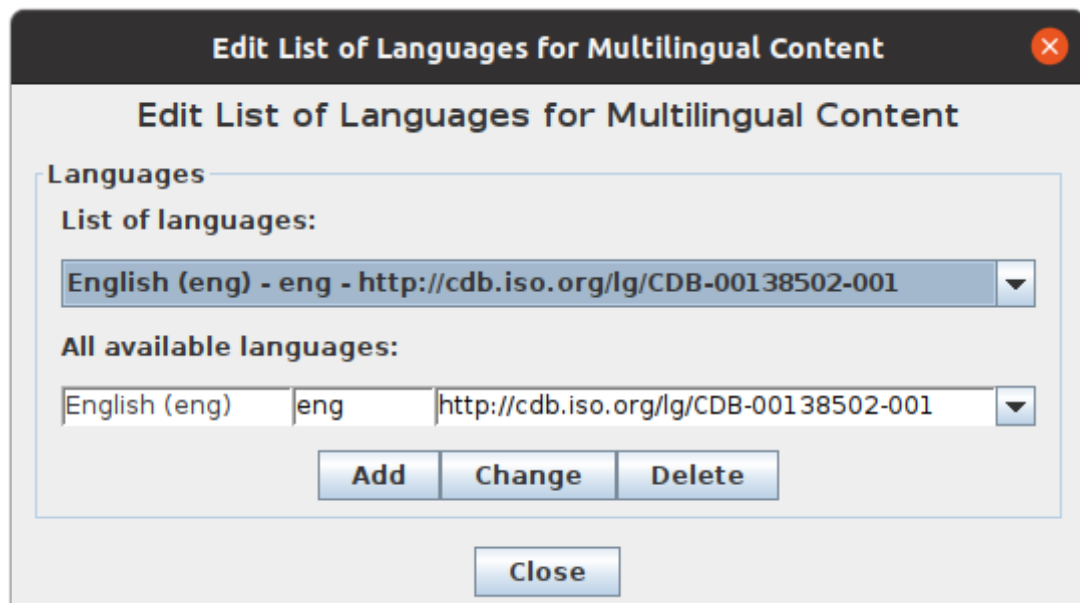 Edit List of Languages for Multilingual Content
Edit List of Languages for Multilingual Content
Languages
List of languages:
English (eng) - eng - http://cdb.iso.org/lg/CDB-00138502-001
All available languages:
English (eng) eng http://cdb.iso.org/lg/CDB-00138502-001
Add Change Delete
Close